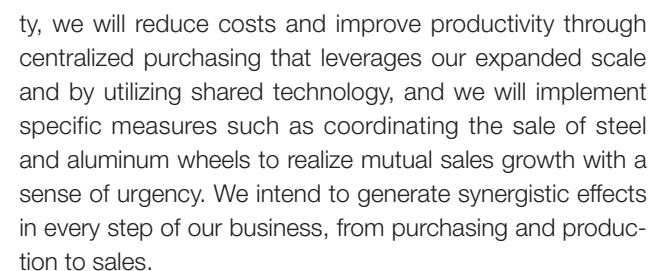 ty, we will reduce costs and improve productivity through
centralized purchasing that leverages our expanded scale
and by utilizing shared technology, and we will implement
specific measures such as coordinating the sale of steel
and aluminum wheels to realize mutual sales growth with a
sense of urgency. We intend to generate synergistic effects
in every step of our business, from purchasing and produc-
tion to sales.